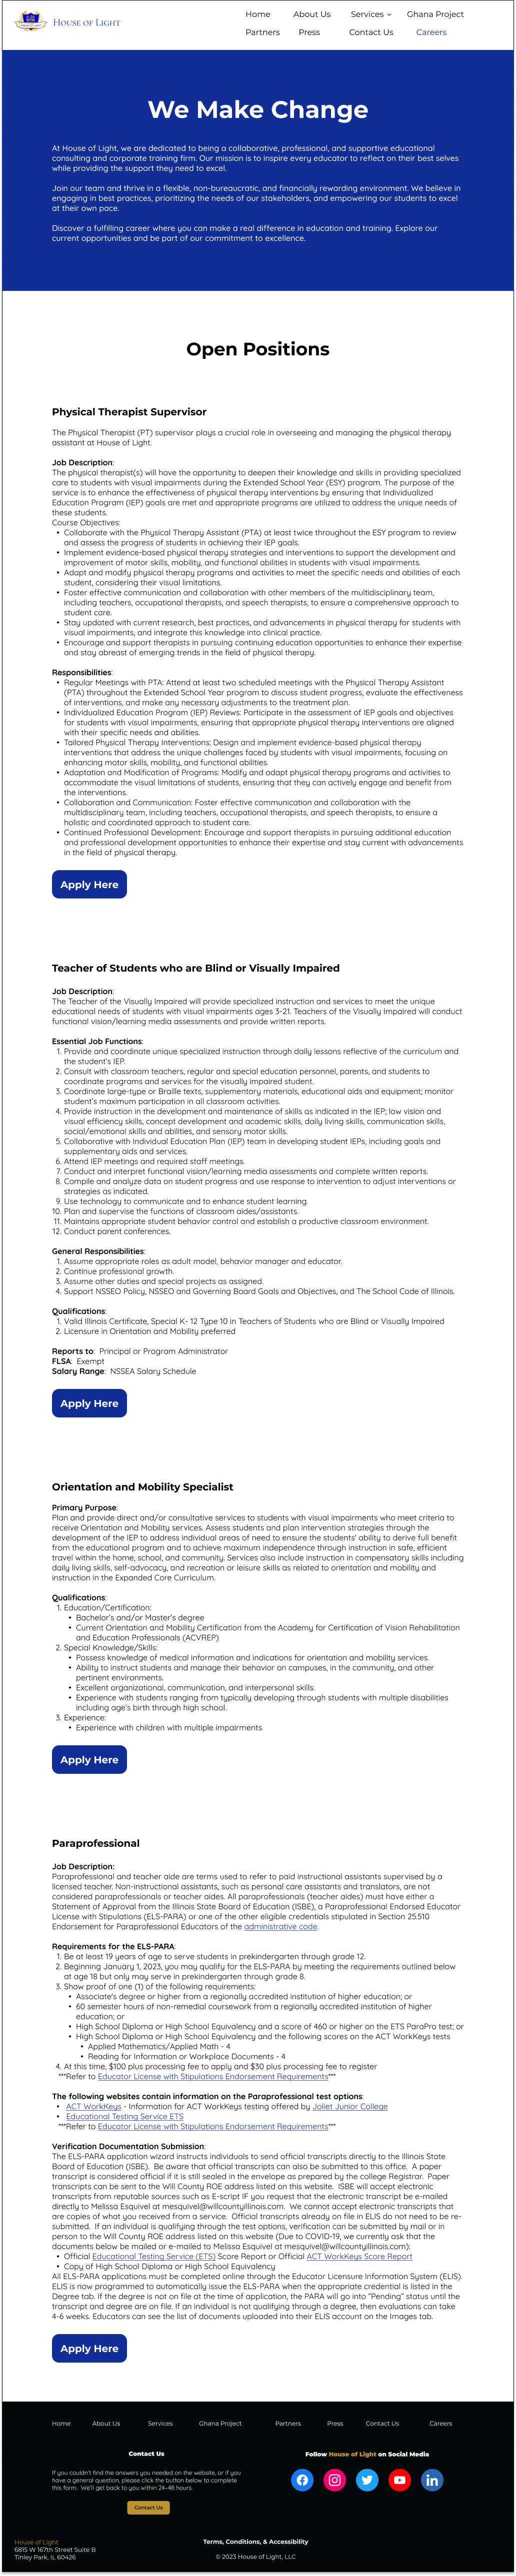 House of Light
Home About Us Services Ghana Project
Partners Press Contact Us Careers
We Make Change
At House of Light, we are dedicated to being a collaborative, professional, and supportive educational
consulting and corporate training firm. Our mission is to inspire every educator to reflect on their best selves
while providing the support they need to excel.
Join our team and thrive in a flexible, non-bureaucratic, and financially rewarding environment. We believe in
engaging in best practices, prioritizing the needs of our stakeholders, and empowering our students to excel
at their own pace.
Discover a fulfilling career where you can make a real difference in education and training. Explore our
current opportunities and be part of our commitment to excellence.
Open Positions
Physical Therapist Supervisor
The Physical Therapist (PT) supervisor plays a crucial role in overseeing and managing the physical therapy
assistant at House of Light.
Job Description:
The physical therapist(s) will have the opportunity to deepen their knowledge and skills in providing specialized
care to students with visual impairments during the Extended School Year (ESY) program. The purpose of the
service is to enhance the effectiveness of physical therapy interventions by ensuring that Individualized
Education Program (IEP) goals are met and appropriate programs are utilized to address the unique needs of
these students.
Course Objectives:
• Collaborate with the Physical Therapy Assistant (PTA) at least twice throughout the ESY program to review
and assess the progress of students in achieving their IEP goals.
• Implement evidence-based physical therapy strategies and interventions to support the development and
improvement of motor skills, mobility, and functional abilities in students with visual impairments.
• Adapt and modify physical therapy programs and activities to meet the specific needs and abilities of each
student, considering their visual limitations.
• Foster effective communication and collaboration with other members of the multidisciplinary team,
including teachers, occupational therapists, and speech therapists, to ensure a comprehensive approach to
student care.
• Stay updated with current research, best practices, and advancements in physical therapy for students with
visual impairments, and integrate this knowledge into clinical practice.
• Encourage and support therapists in pursuing continuing education opportunities to enhance their expertise
and stay abreast of emerging trends in the field of physical therapy.
Responsibilities:
• Regular Meetings with PTA: Attend at least two scheduled meetings with the Physical Therapy Assistant
(PTA) throughout the Extended School Year program to discuss student progress, evaluate the effectiveness
of interventions, and make any necessary adjustments to the treatment plan.
• Individualized Education Program (IEP) Reviews: Participate in the assessment of IEP goals and objectives
for students with visual impairments, ensuring that appropriate physical therapy interventions are aligned
with their specific needs and abilities.
• Tailored Physical Therapy Interventions: Design and implement evidence-based physical therapy
interventions that address the unique challenges faced by students with visual impairments, focusing on
enhancing motor skills, mobility, and functional abilities.
• Adaptation and Modification of Programs: Modify and adapt physical therapy programs and activities to
accommodate the visual limitations of students, ensuring that they can actively engage and benefit from
the interventions.
• Collaboration and Communication: Foster effective communication and collaboration with the
multidisciplinary team, including teachers, occupational therapists, and speech therapists, to ensure a
holistic and coordinated approach to student care.
• Continued Professional Development: Encourage and support therapists in pursuing additional education
and professional development opportunities to enhance their expertise and stay current with advancements
in the field of physical therapy.
Apply Here
Teacher of Students who are Blind or Visually Impaired
Job Description:
The Teacher of the Visually Impaired will provide specialized instruction and services to meet the unique
educational needs of students with visual impairments ages 3-21. Teachers of the Visually Impaired will conduct
functional vision/learning media assessments and provide written reports.
Essential Job Functions:
1. Provide and coordinate unique specialized instruction through daily lessons reflective of the curriculum and
the student's IEP.
2. Consult with classroom teachers, regular and special education personnel, parents, and students to
coordinate programs and services for the visually impaired student.
3. Coordinate large-type or Braille texts, supplementary materials, educational aids and equipment; monitor
student's maximum participation in all classroom activities.
4. Provide instruction in the development and maintenance of skills as indicated in the IEP; low vision and
visual efficiency skills, concept development and academic skills, daily living skills, communication skills,
social/emotional skills and abilities, and sensory motor skills.
5. Collaborative with Individual Education Plan (IEP) team in developing student IEPs, including goals and
supplementary aids and services.
6. Attend IEP meetings and required staff meetings.
7. Conduct and interpret functional vision/learning media assessments and complete written reports.
8. Compile and analyze data on student progress and use response to intervention to adjust interventions or
strategies as indicated.
9. Use technology to communicate and to enhance student learning.
10. Plan and supervise the functions of classroom aides/assistants.
11. Maintains appropriate student behavior control and establish a productive classroom environment.
12. Conduct parent conferences.
General Responsibilities:
1. Assume appropriate roles as adult model, behavior manager and educator.
2. Continue professional growth.
3. Assume other duties and special projects as assigned.
4. Support NSSEO Policy, NSSEO and Governing Board Goals and Objectives, and The School Code of Illinois.
Qualifications:
1. Valid Illinois Certificate, Special K- 12 Type 10 in Teachers of Students who are Blind or Visually Impaired
2. Licensure in Orientation and Mobility preferred
Reports to: Principal or Program Administrator
FLSA: Exempt
Salary Range: NSSEA Salary Schedule
Apply Here
Orientation and Mobility Specialist
Primary Purpose:
Plan and provide direct and/or consultative services to students with visual impairments who meet criteria to
receive Orientation and Mobility services. Assess students and plan intervention strategies through the
development of the IEP to address individual areas of need to ensure the students' ability to derive full benefit
from the educational program and to achieve maximum independence through instruction in safe, efficient
travel within the home, school, and community. Services also include instruction in compensatory skills including
daily living skills, self-advocacy, and recreation or leisure skills as related to orientation and mobility and
instruction in the Expanded Core Curriculum.
Qualifications:
1. Education/Certification:
• Bachelor's and/or Master's degree
• Current Orientation and Mobility Certification from the Academy for Certification of Vision Rehabilitation
and Education Professionals (ACVREP)
2. Special Knowledge/Skills:
• Possess knowledge of medical information and indications for orientation and mobility services.
• Ability to instruct students and manage their behavior on campuses, in the community, and other
pertinent environments.
• Excellent organizational, communication, and interpersonal skills.
• Experience with students ranging from typically developing through students with multiple disabilities
including age's birth through high school.
3. Experience:
• Experience with children with multiple impairments
Apply Here
Paraprofessional
Job Description:
Paraprofessional and teacher aide are terms used to refer to paid instructional assistants supervised by a
licensed teacher. Non-instructional assistants, such as personal care assistants and translators, are not
considered paraprofessionals or teacher aides. All paraprofessionals (teacher aides) must have either a
Statement of Approval from the Illinois State Board of Education (ISBE), a Paraprofessional Endorsed Educator
License with Stipulations (ELS-PARA) or one of the other eligible credentials stipulated in Section 25.510
Endorsement for Paraprofessional Educators of the administrative code.
Requirements for the ELS-PARA:
1. Be at least 19 years of age to serve students in prekindergarten through grade 12.
2. Beginning January 1, 2023, you may qualify for the ELS-PARA by meeting the requirements outlined below
at age 18 but only may serve in prekindergarten through grade 8.
3. Show proof of one (1) of the following requirements:
• Associate's degree or higher from a regionally accredited institution of higher education; or
• 60 semester hours of non-remedial coursework from a regionally accredited institution of higher
education; or
• High School Diploma or High School Equivalency and a score of 460 or higher on the ETS ParaPro test; or
• High School Diploma or High School Equivalency and the following scores on the ACT WorkKeys tests
• Applied Mathematics/Applied Math - 4
• Reading for Information or Workplace Documents - 4
4. At this time, $100 plus processing fee to apply and $30 plus processing fee to register
***Refer to Educator License with Stipulations Endorsement Requirements***
The following websites contain information on the Paraprofessional test options:
• ACT WorkKeys - Information for ACT WorkKeys testing offered by Joliet Junior College
• Educational Testing Service ETS
***Refer to Educator License with Stipulations Endorsement Requirements***
Verification Documentation Submission:
The ELS-PARA application wizard instructs individuals to send official transcripts directly to the Illinois State
Board of Education (ISBE). Be aware that official transcripts can also be submitted to this office. A paper
transcript is considered official if it is still sealed in the envelope as prepared by the college Registrar. Paper
transcripts can be sent to the Will County ROE address listed on this website. ISBE will accept electronic
transcripts from reputable sources such as E-script IF you request that the electronic transcript be e-mailed
directly to Melissa Esquivel at mesquivel@willcountyillinois.com. We cannot accept electronic transcripts that
are copies of what you received from a service. Official transcripts already on file in ELIS do not need to be re-
submitted. If an individual is qualifying through the test options, verification can be submitted by mail or in
person to the Will County ROE address listed on this website (Due to COVID-19, we currently ask that the
documents below be mailed or e-mailed to Melissa Esquivel at mesquivel@willcountyillinois.com):
• Official Educational Testing Service (ETS) Score Report or Official ACT WorkKeys Score Report
• Copy of High School Diploma or High School Equivalency
All ELS-PARA applications must be completed online through the Educator Licensure Information System (ELIS).
ELIS is now programmed to automatically issue the ELS-PARA when the appropriate credential is listed in the
Degree tab. If the degree is not on file at the time of application, the PARA will go into "Pending" status until the
transcript and degree are on file. If an individual is not qualifying through a degree, then evaluations can take
4-6 weeks. Educators can see the list of documents uploaded into their ELIS account on the Images tab.
Apply Here
Home About Us Services Ghana Project Partners Press Contact Us Careers
Contact Us
If you couldn't find the answers you needed on the website, or if you
have a general question, please click the button below to complete
this form. We'll get back to you within 24-48 hours.
Contact Us
Follow House of Light on Social Media
House of Light
6815 W 167th Street Suite B
Tinley Park, IL 60426
Terms, Conditions, & Accessibility
© 2023 House of Light, LLC